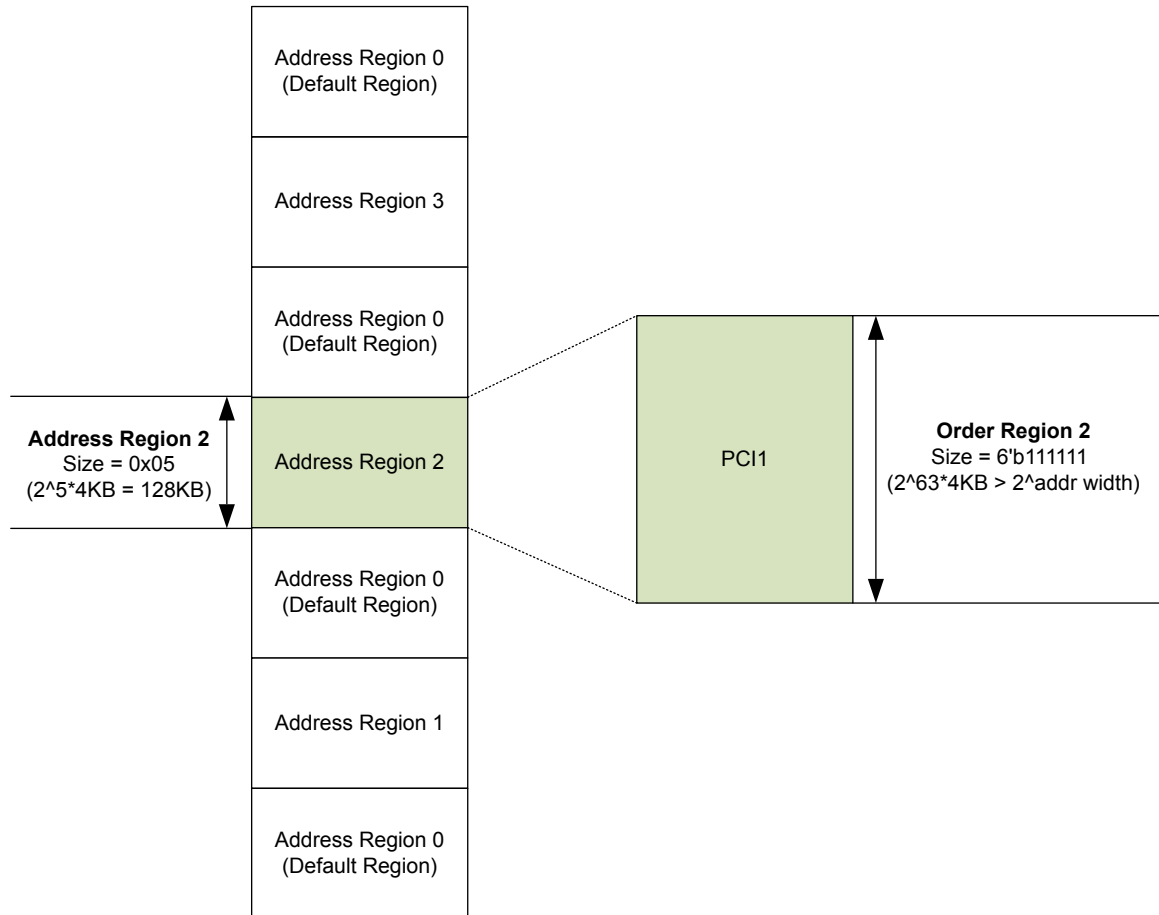 Address Region 0
(Default Region)
Address Region 3
Address Region 0
(Default Region)
Address Region 2
Size = 0x05
(2^5*4KB = 128KB)
Address Region 2
PCI1
Order Region 2
Size = 6'b111111
(2^63*4KB > 2^addr width)
Address Region 0
(Default Region)
Address Region 1
Address Region 0
(Default Region)